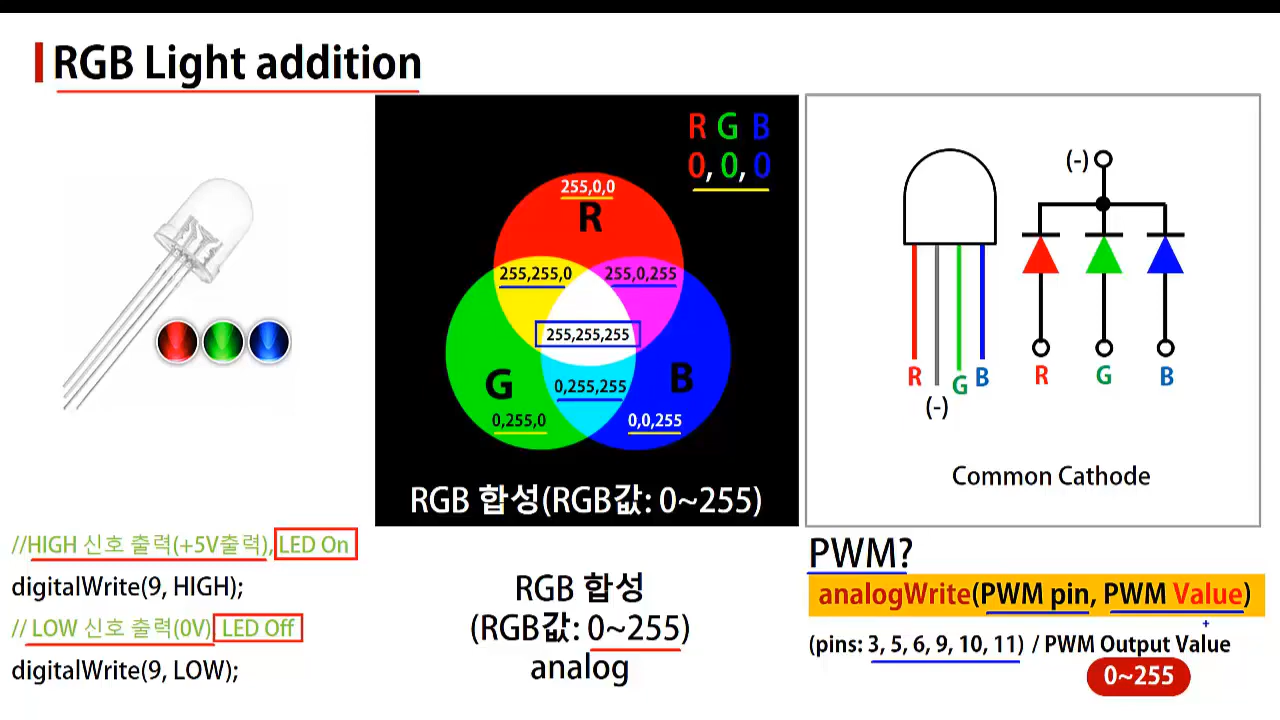 RGB Light addition
R G B
0, 0, 0
255,0,0
R
255,255,0
255,0,255
255,255,255
G
B
0,255,255
0,255,0
0,0,255
RGB 합성(RGB값: 0~255)
(-)
R
G
B
(-)
R
G
B
Common Cathode
//HIGH 신호 출력(+5V출력), LED On
digitalWrite(9, HIGH);
// LOW 신호 출력(0V) LED Off
digitalWrite(9, LOW);
RGB 합성
(RGB값: 0~255)
analog
PWM?
analogWrite(PWM pin, PWM Value)
(pins: 3, 5, 6, 9, 10, 11) / PWM Output Value
0~255